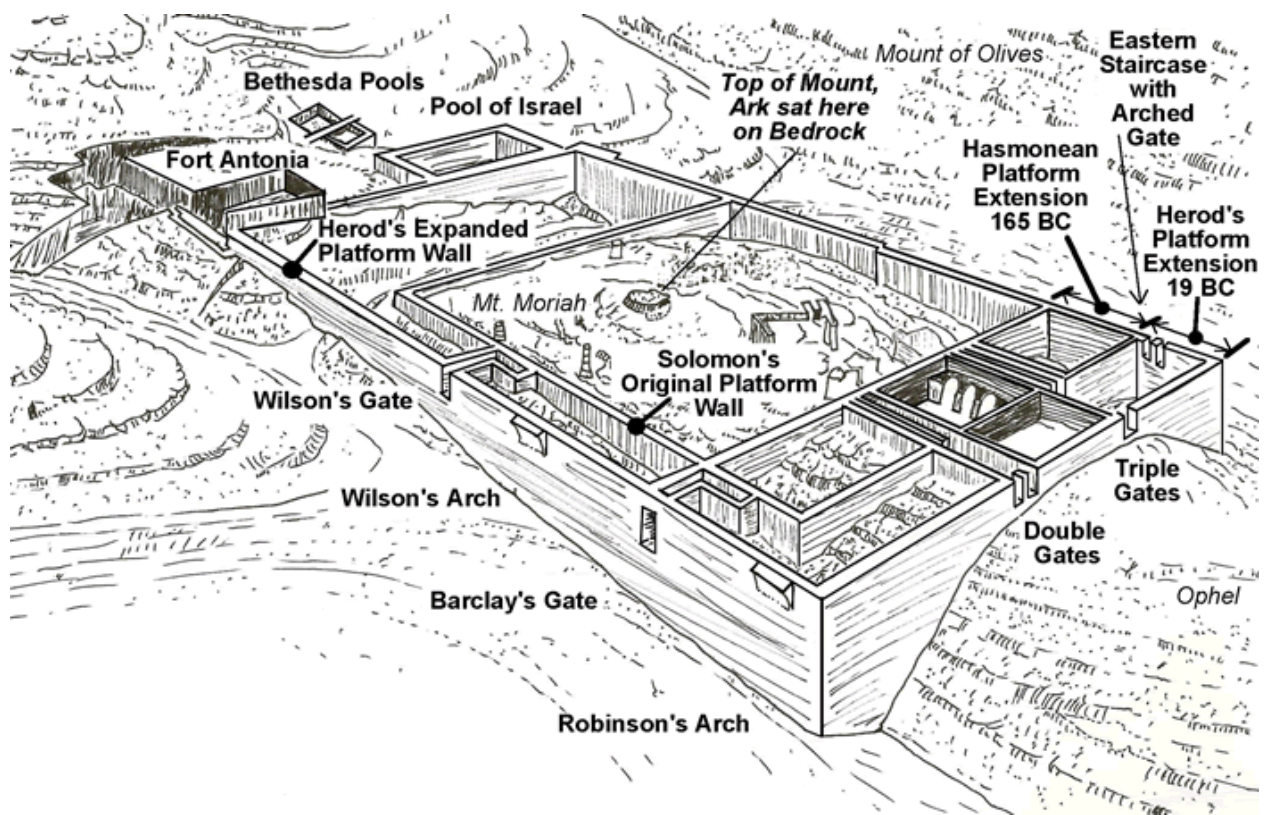 Mount of Olives
Eastern
Staircase
with
Arched
Gate
Bethesda Pools
Pool of Israel
Top of Mount,
Ark sat here
on Bedrock
Fort Antonia
Hasmonean
Platform
Extension
165 BC
Herod's
Platform
Extension
19 BC
Herod's Expanded
Platform Wall
Mt. Moriah
Solomon's
Original Platform
Wall
Wilson's Gate
Wilson's Arch
Triple
Gates
Double
Gates
Barclay's Gate
Ophel
Robinson's Arch